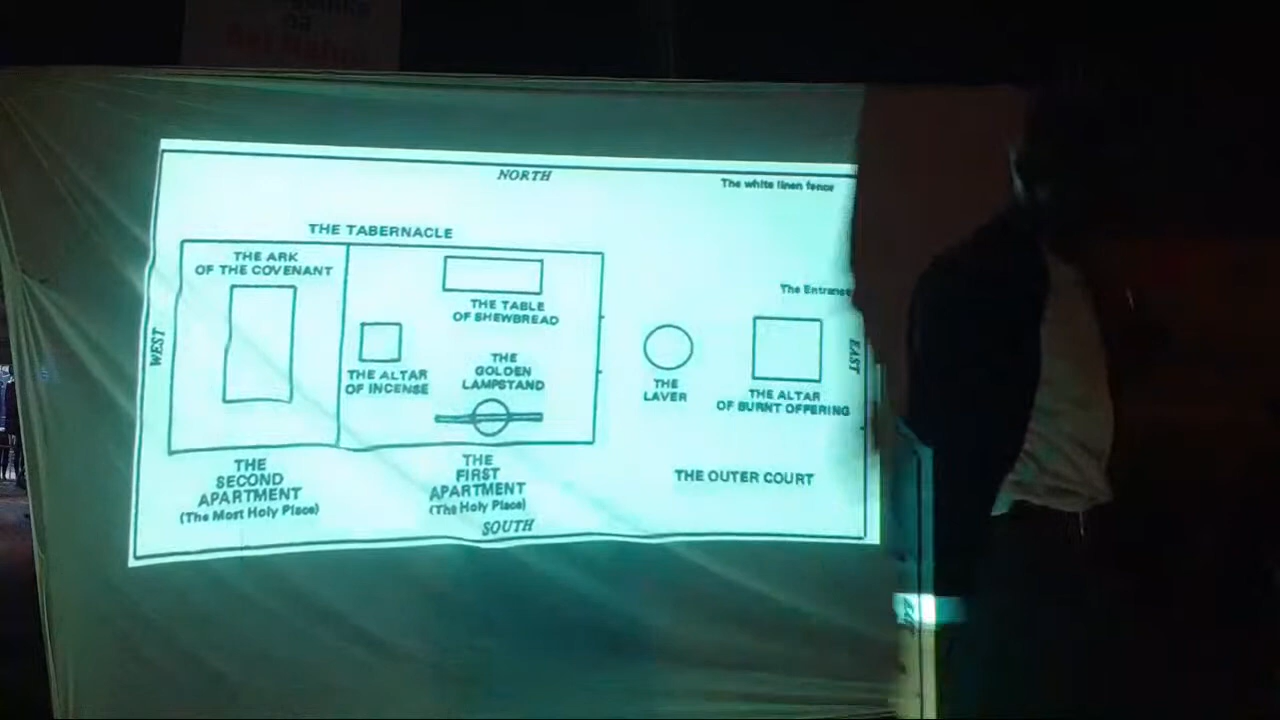 NORTH
The white linen fence
THE TABERNACLE
THE ARK
OF THE COVENANT
THE TABLE
OF SHEWBREAD
The Entrance
WEST
EAST
THE ALTAR
OF INCENSE
THE
GOLDEN
LAMPSTAND
THE
LAVER
THE ALTAR
OF BURNT OFFERING
THE
SECOND
APARTMENT
(The Most Holy Place)
THE
FIRST
APARTMENT
(The Holy Place)
THE OUTER COURT
SOUTH